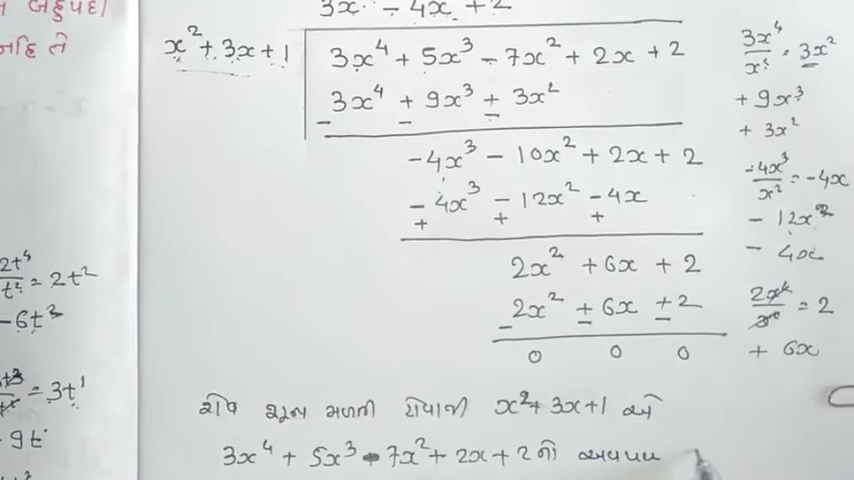 બહુપદી
નહિ તે
3x² - 4x + 2
x² + 3x + 1 3x⁴ + 5x³ - 7x² + 2x + 2
3x⁴ + 9x³ + 3x²
- - -
-4x³ - 10x² + 2x + 2
- 4x³ - 12x² - 4x
+ + +
2x² + 6x + 2
2x² + 6x + 2
- - -
0 0 0
શેષ શૂન્ય મળતી હોવાથી x² + 3x + 1 એ
3x⁴ + 5x³ - 7x² + 2x + 2 નો અવયવ
3x⁴/x² = 3x²
+ 9x³
+ 3x²
-4x³/x² = -4x
- 12x²
- 4x
2x²/x² = 2
+ 6x
= 2t²
- 6t³
= 3t
9t